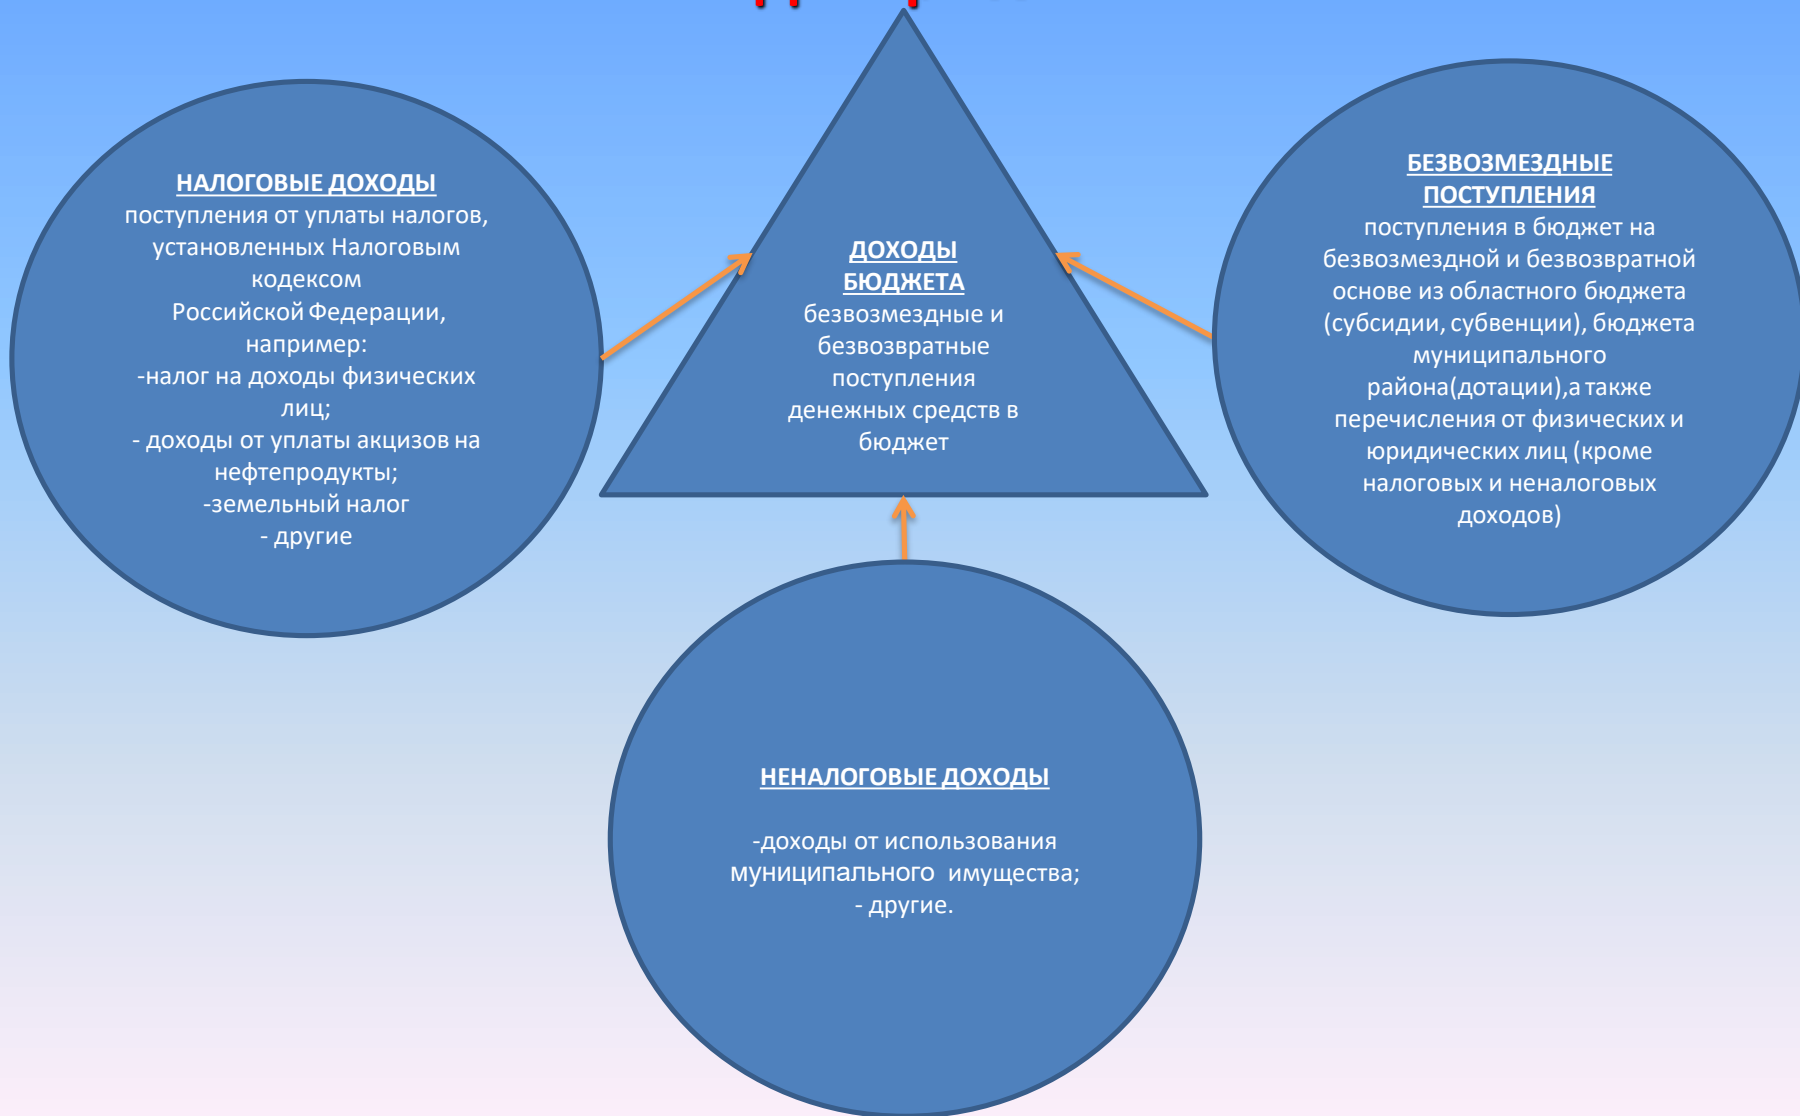 НАЛОГОВЫЕ ДОХОДЫ
поступления от уплаты налогов,
установленных Налоговым
кодексом
Российской Федерации,
например:
-налог на доходы физических
лиц;
- доходы от уплаты акцизов на
нефтепродукты;
-земельный налог
- другие
ДОХОДЫ
БЮДЖЕТА
безвозмездные и
безвозвратные
поступления
денежных средств в
бюджет
БЕЗВОЗМЕЗДНЫЕ
ПОСТУПЛЕНИЯ
поступления в бюджет на
безвозмездной и безвозвратной
основе из областного бюджета
(субсидии, субвенции), бюджета
муниципального
района(дотации),а также
перечисления от физических и
юридических лиц (кроме
налоговых и неналоговых
доходов)
НЕНАЛОГОВЫЕ ДОХОДЫ
-доходы от использования
муниципального имущества;
- другие.